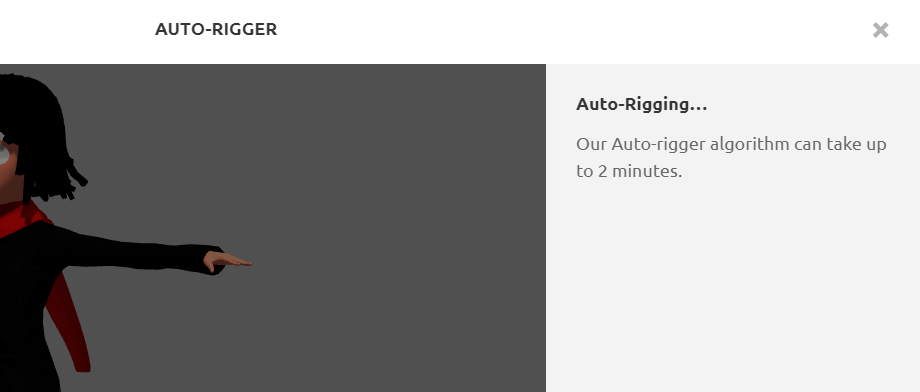 AUTO-RIGGER
Auto-Rigging...
Our Auto-rigger algorithm can take up
to 2 minutes.